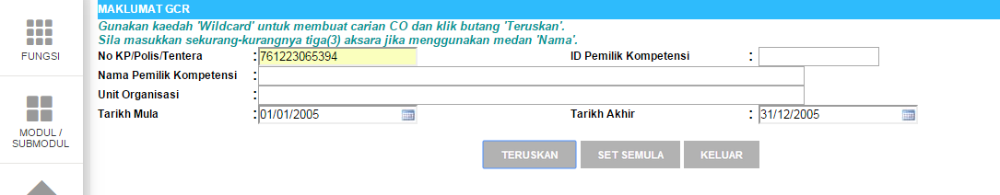 MAKLUMAT GCR
Gunakan kaedah 'Wildcard' untuk membuat carian CO dan klik butang 'Teruskan'.
Sila masukkan sekurang-kurangnya tiga(3) aksara jika menggunakan medan 'Nama'.
No KP/Polis/Tentera : 761223065394 ID Pemilik Kompetensi :
Nama Pemilik Kompetensi :
Unit Organisasi :
Tarikh Mula : 01/01/2005 Tarikh Akhir : 31/12/2005
TERUSKAN SET SEMULA KELUAR
FUNGSI
MODUL /
SUBMODUL